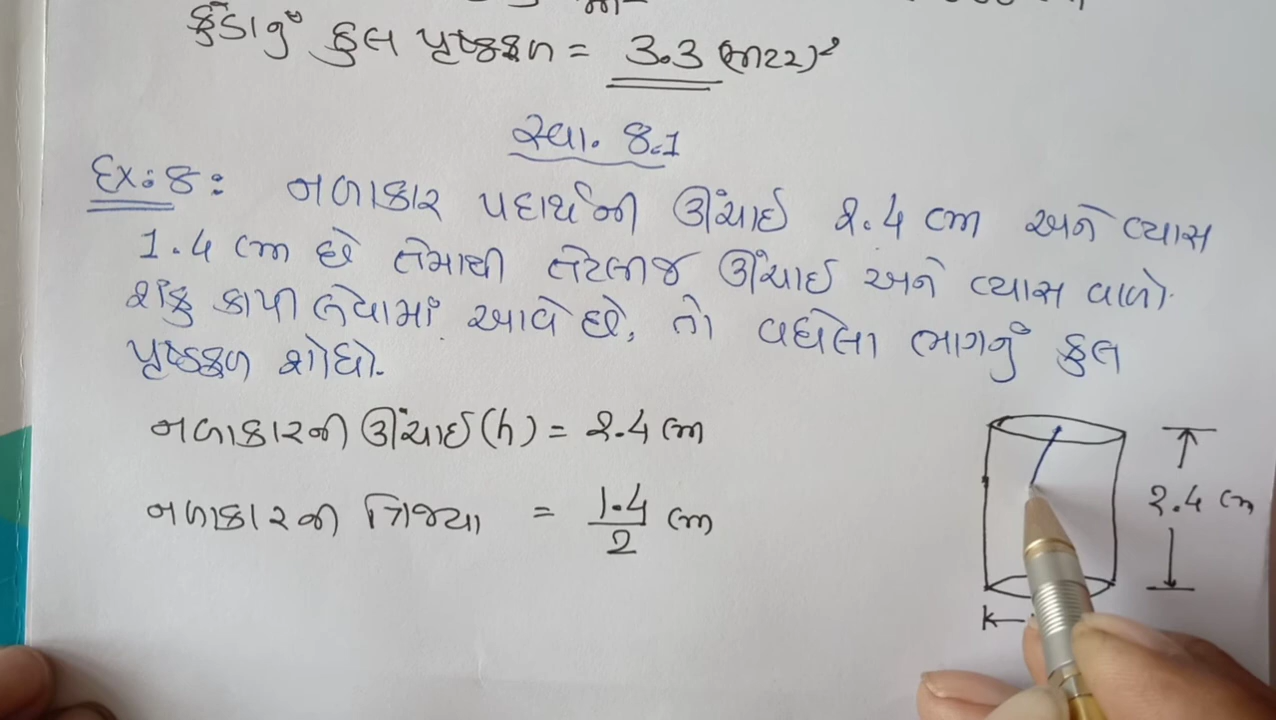 કુંડાનું કુલ પૃષ્ઠફળ = 3.3 (મીટર)²
સ્વા. 8.1
Ex: 8: નળાકાર પદાર્થની ઊંચાઈ 2.4 cm અને વ્યાસ
1.4 cm છે તેમાથી તેટલીજ ઊંચાઈ અને વ્યાસ વાળો
શંકુ કાપી લેવામાં આવે છે, તો વધેલા ભાગનું કુલ
પૃષ્ઠફળ શોધો.
નળાકારની ઊંચાઈ (h) = 2.4 cm
નળાકારની ત્રિજ્યા = 1.4/2 cm
2.4 cm